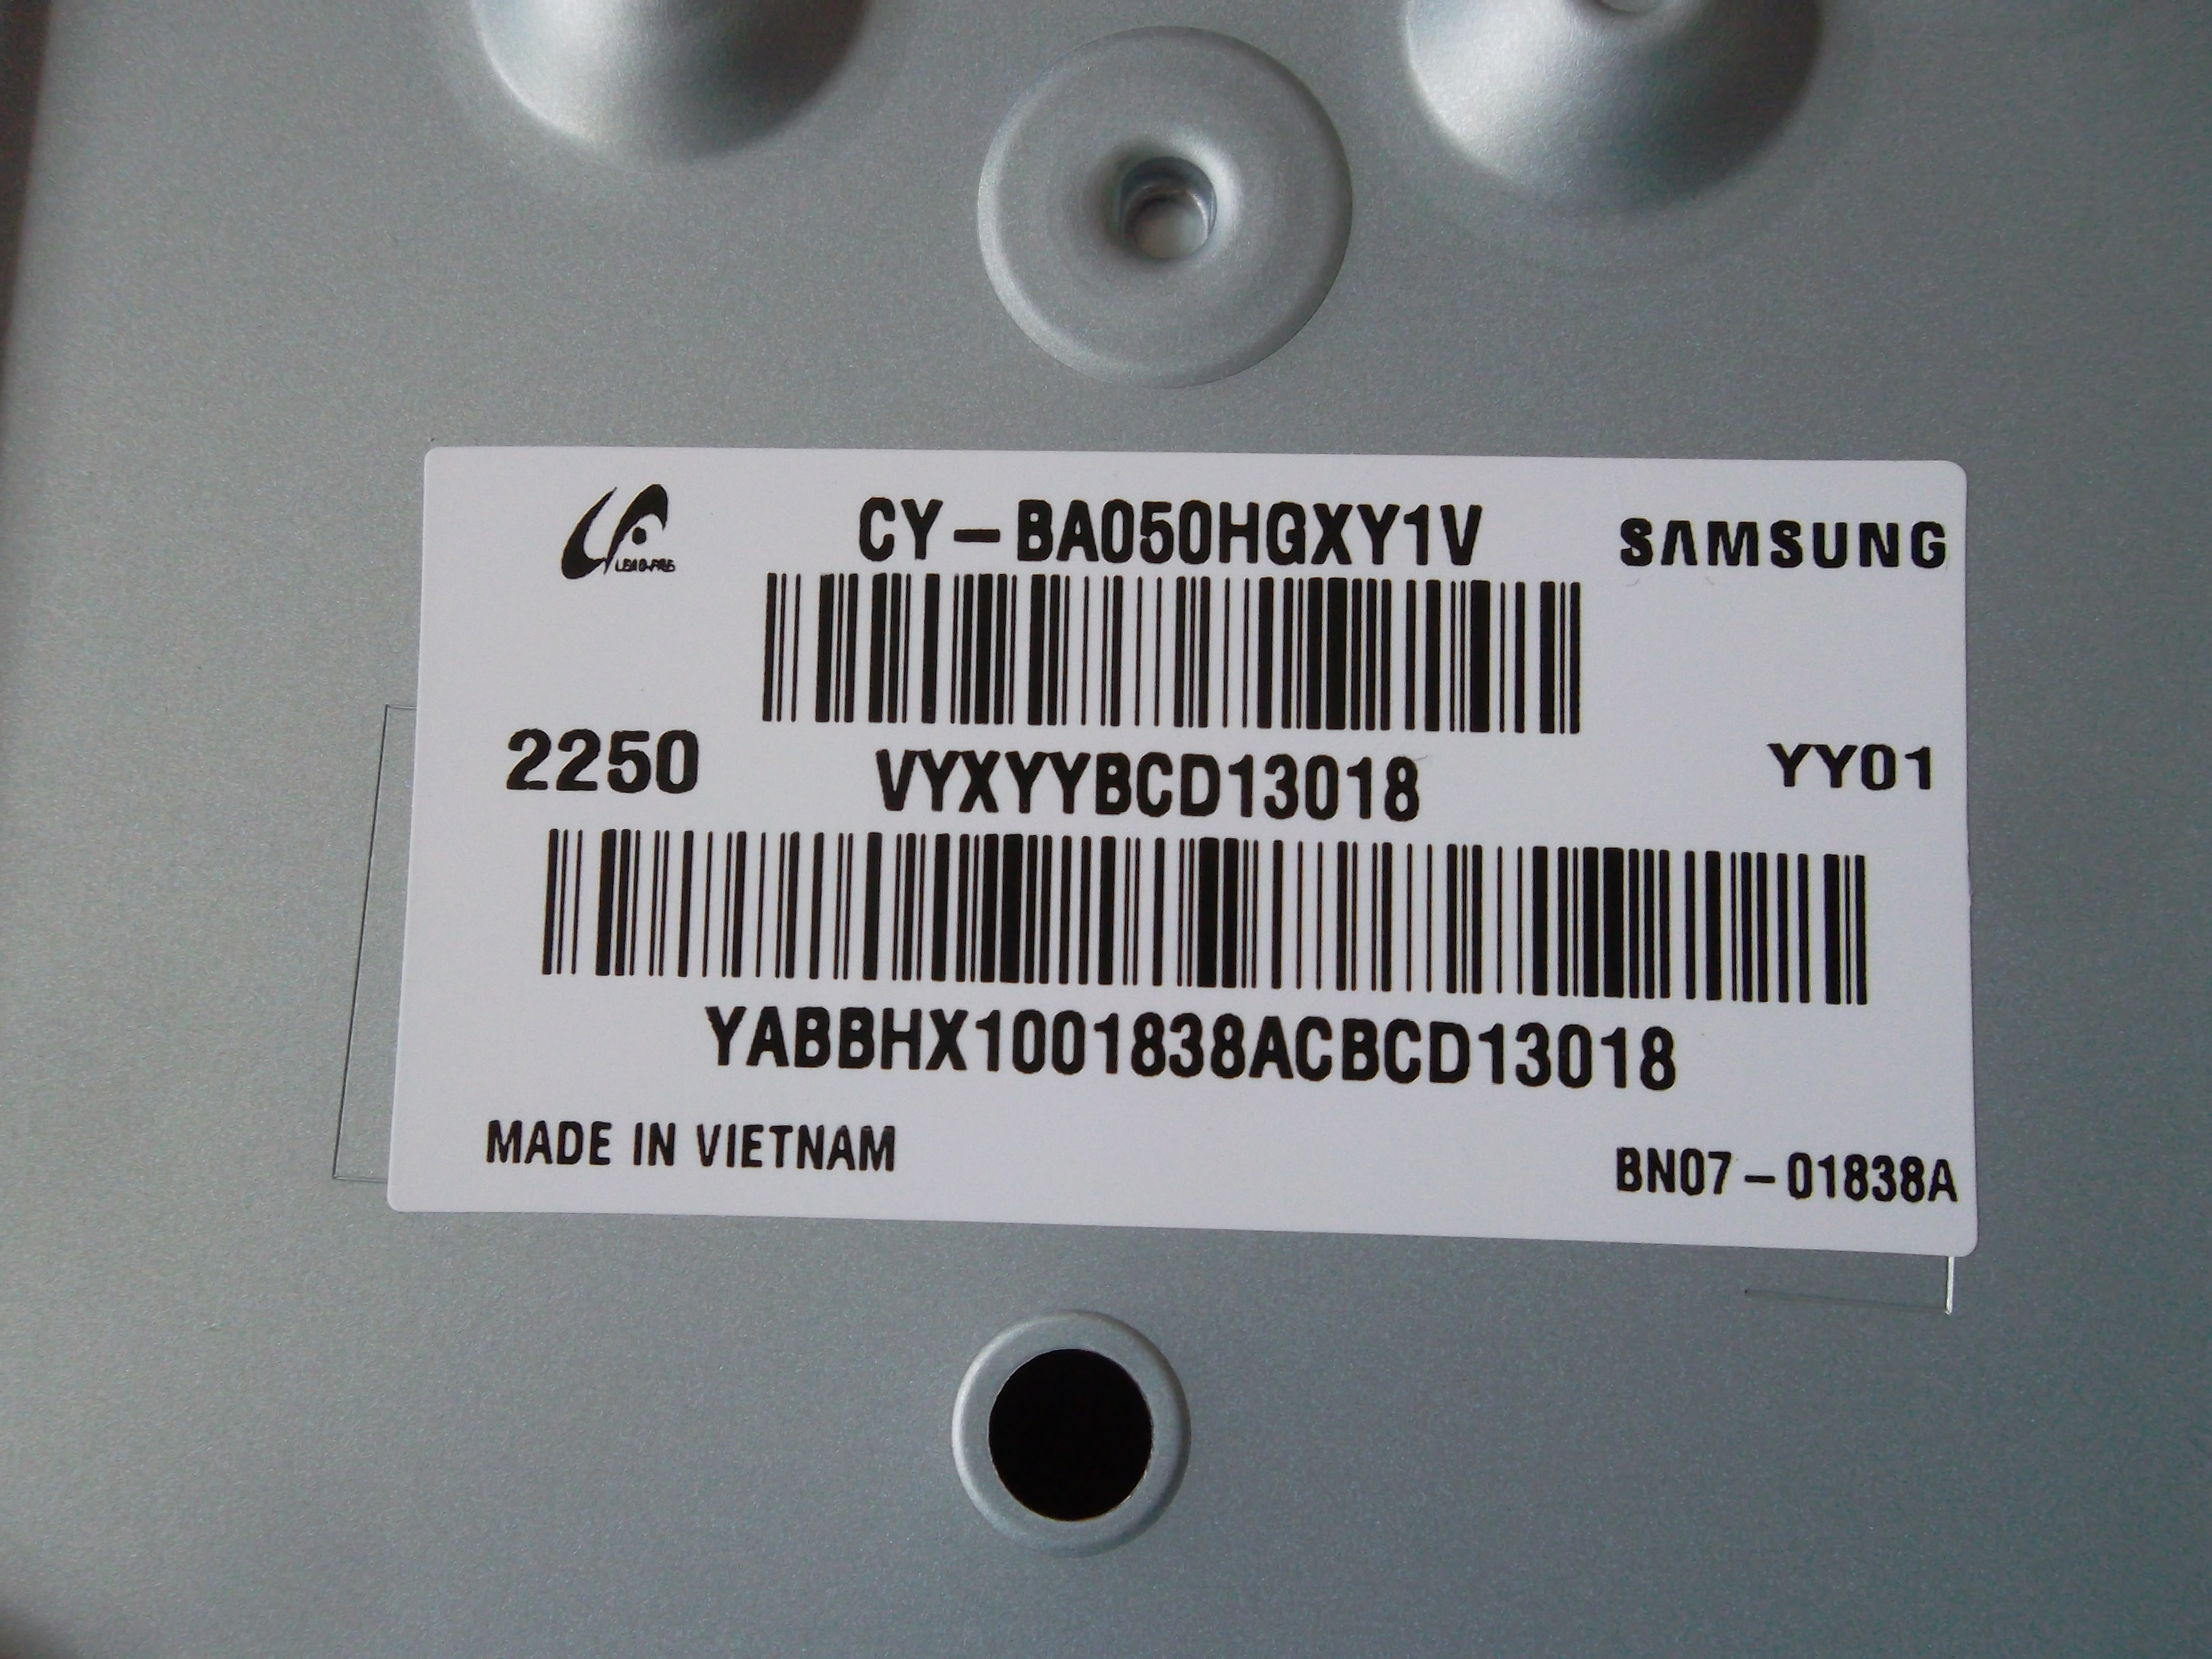 CY-BA050HGXY1V
SAMSUNG
2250
VYXYYBCD13018
YY01
YABBHX1001838ACBCD13018
MADE IN VIETNAM
BN07-01838A